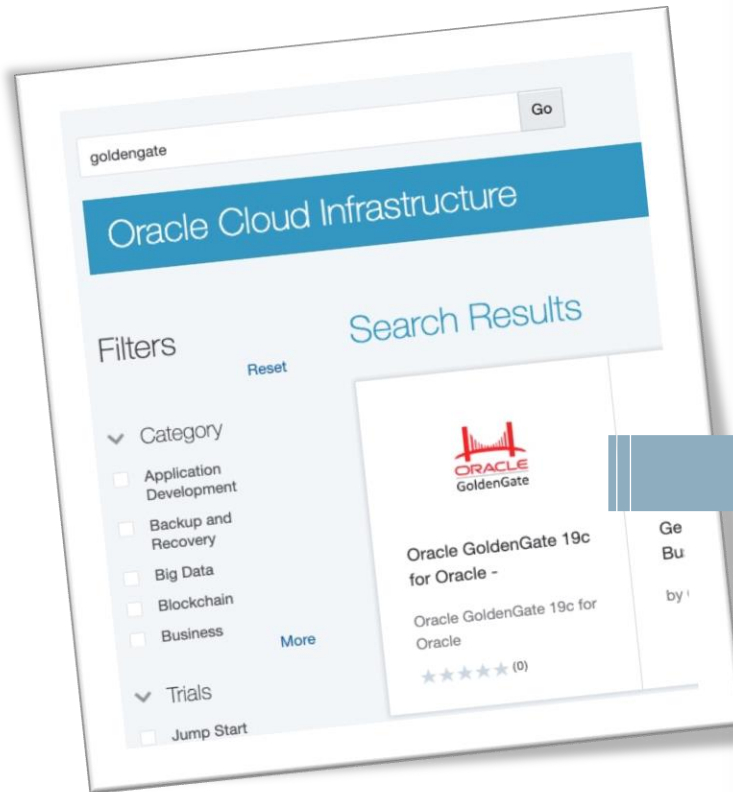 goldengate
Go
Oracle Cloud Infrastructure
Filters
Reset
Search Results
Category
Application
Development
Backup and
Recovery
Big Data
Blockchain
Business
More
Trials
Jump Start
ORACLE
GoldenGate
Oracle GoldenGate 19c
for Oracle -
Oracle GoldenGate 19c for
Oracle
(0)
Ge
Bu
by